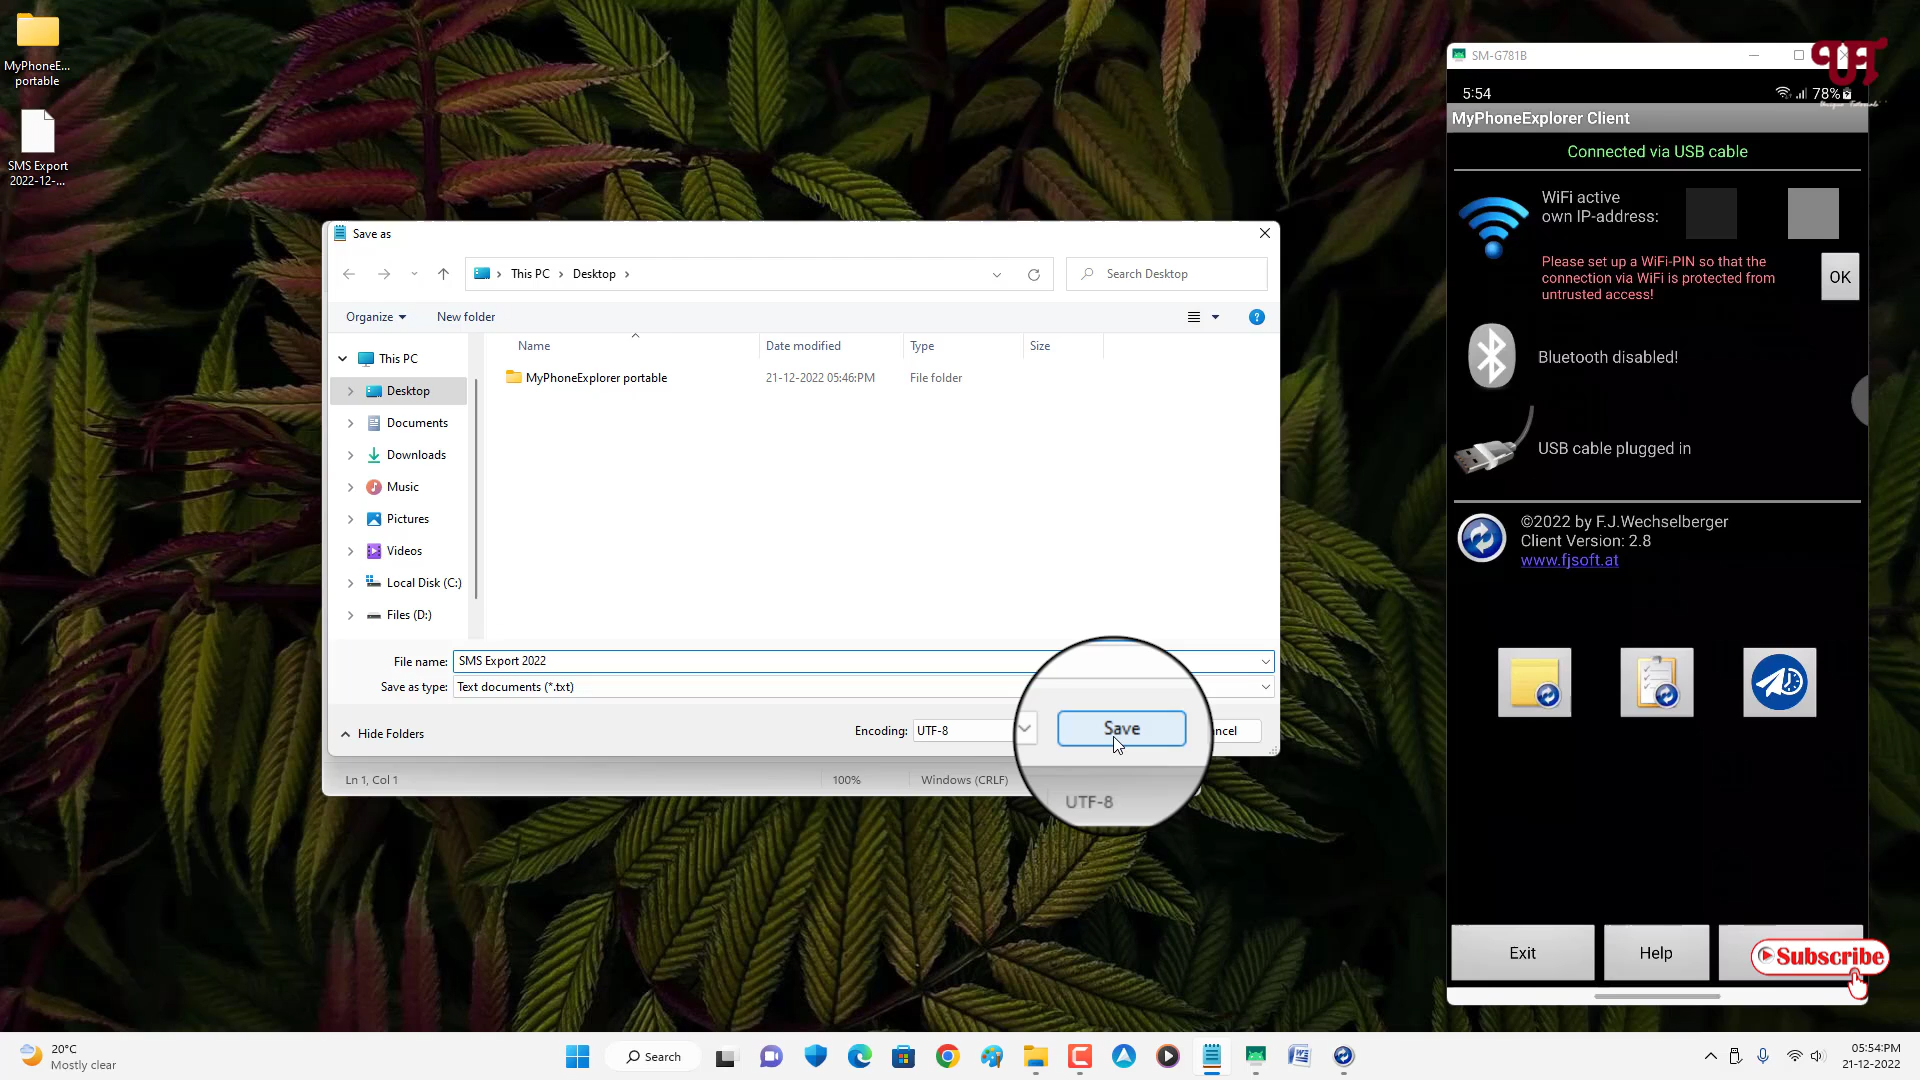 MyPhoneE...
portable
SMS Export
2022-12-...
Save as
This PC
Desktop
Search Desktop
Organize
New folder
Name
Date modified
Type
Size
This PC
Desktop
Documents
Downloads
Music
Pictures
Videos
Local Disk (C:)
Files (D:)
MyPhoneExplorer portable
21-12-2022 05:46:PM
File folder
File name:
SMS Export 2022
Save as type:
Text documents (*.txt)
Hide Folders
Encoding:
UTF-8
Save
ncel
Ln 1, Col 1
100%
Windows (CRLF)
UTF-8
SM-G781B
UT
Unique Tutorials
5:54
78%
MyPhoneExplorer Client
Connected via USB cable
WiFi active
own IP-address:
Please set up a WiFi-PIN so that the
connection via WiFi is protected from
untrusted access!
OK
Bluetooth disabled!
USB cable plugged in
©2022 by F.J.Wechselberger
Client Version: 2.8
www.fjsoft.at
Exit
Help
Subscribe
20°C
Mostly clear
Search
05:54:PM
21-12-2022